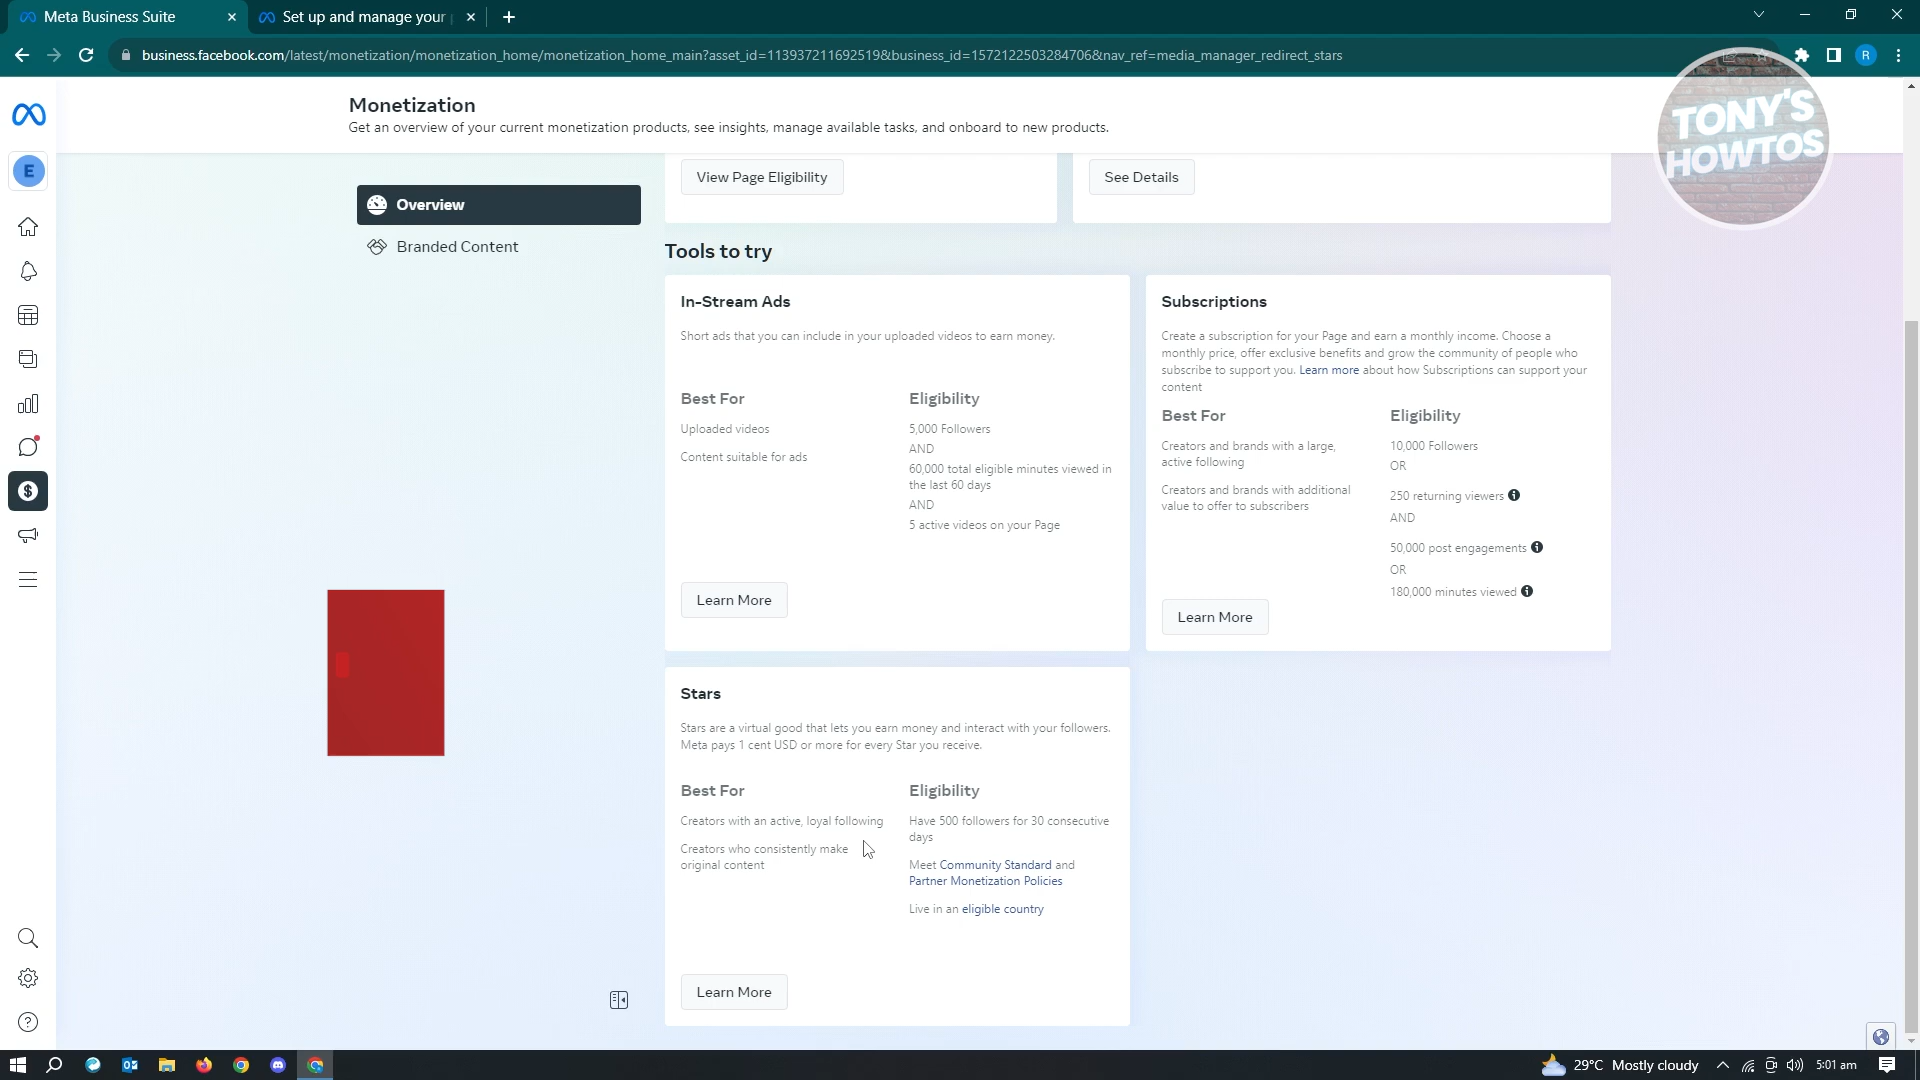 Meta Business Suite
Set up and manage your
business.facebook.com/latest/monetization/monetization_home/monetization_home_main?asset_id=113937211692519&business_id=1572122503284706&nav_ref=media_manager_redirect_stars
R
TONY'S
HOWTOS
Monetization
Get an overview of your current monetization products, see insights, manage available tasks, and onboard to new products.
E
Overview
Branded Content
View Page Eligibility
See Details
Tools to try
In-Stream Ads
Short ads that you can include in your uploaded videos to earn money.
Best For
Uploaded videos
Content suitable for ads
Eligibility
5,000 Followers
AND
60,000 total eligible minutes viewed in
the last 60 days
AND
5 active videos on your Page
Learn More
Subscriptions
Create a subscription for your Page and earn a monthly income. Choose a
monthly price, offer exclusive benefits and grow the community of people who
subscribe to support you. Learn more about how Subscriptions can support your
content
Best For
Creators and brands with a large,
active following
Creators and brands with additional
value to offer to subscribers
Eligibility
10,000 Followers
OR
250 returning viewers
AND
50,000 post engagements
OR
180,000 minutes viewed
Learn More
Stars
Stars are a virtual good that lets you earn money and interact with your followers.
Meta pays 1 cent USD or more for every Star you receive.
Best For
Creators with an active, loyal following
Creators who consistently make
original content
Eligibility
Have 500 followers for 30 consecutive
days
Meet Community Standard and
Partner Monetization Policies
Live in an eligible country
Learn More
29°C Mostly cloudy
5:01 am